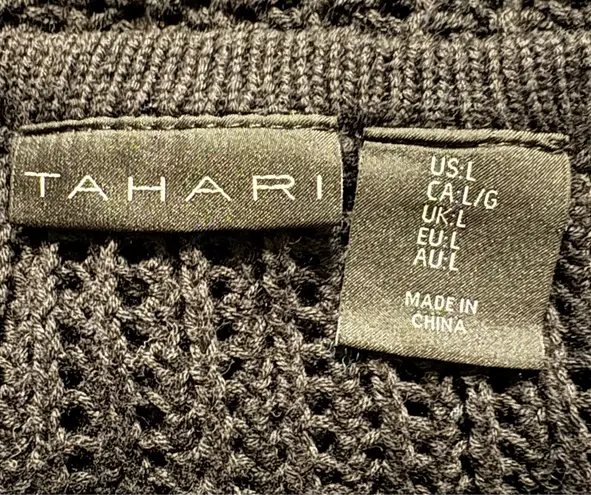 TAHARI
US:L
CA:L/G
UK:L
EU:L
AU:L
MADE IN
CHINA